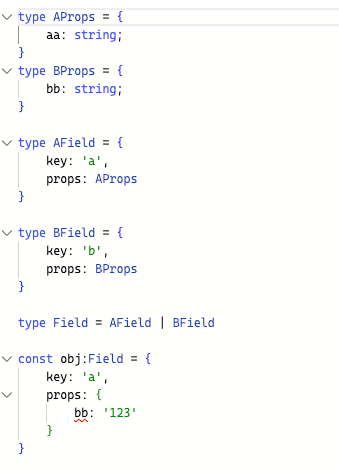 type AProps = {
    aa: string;
}
type BProps = {
    bb: string;
}
type AField = {
    key: 'a',
    props: AProps
}
type BField = {
    key: 'b',
    props: BProps
}
type Field = AField | BField
const obj:Field = {
    key: 'a',
    props: {
        bb: '123'
    }
}